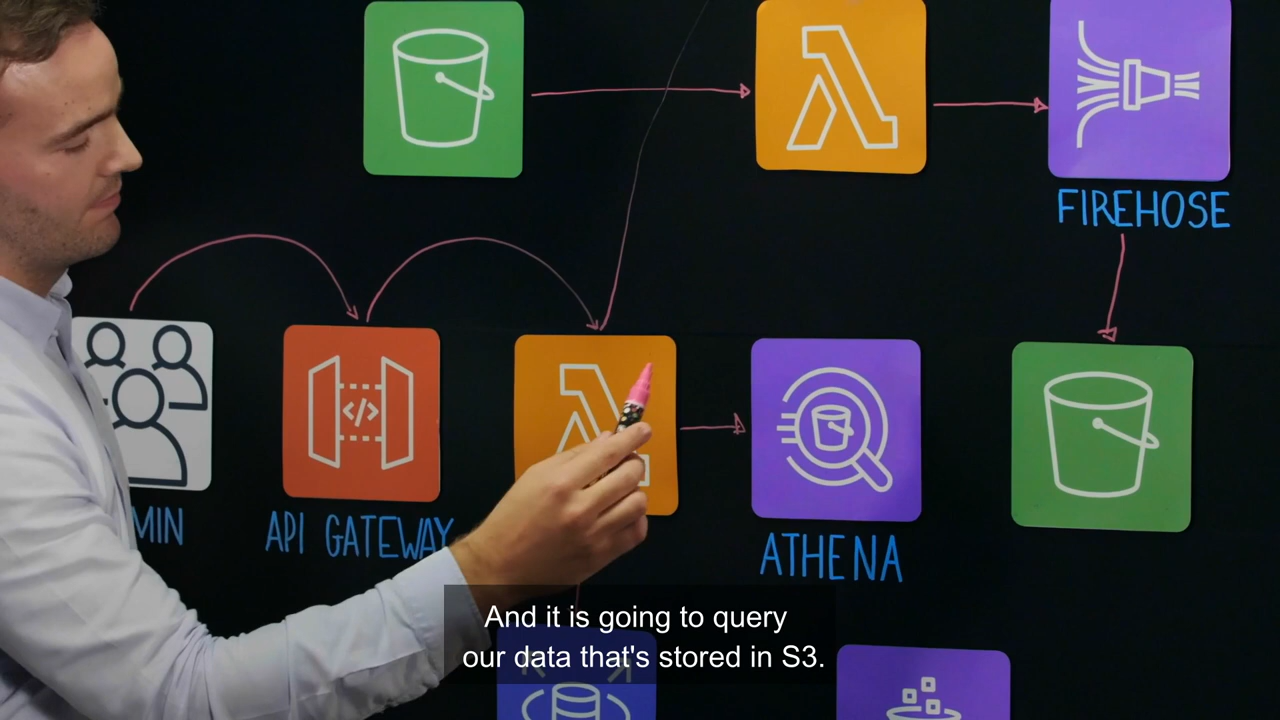 FIREHOSE
MIN
API GATEWAY
</>
ATHENA
And it is going to query
our data that's stored in S3.